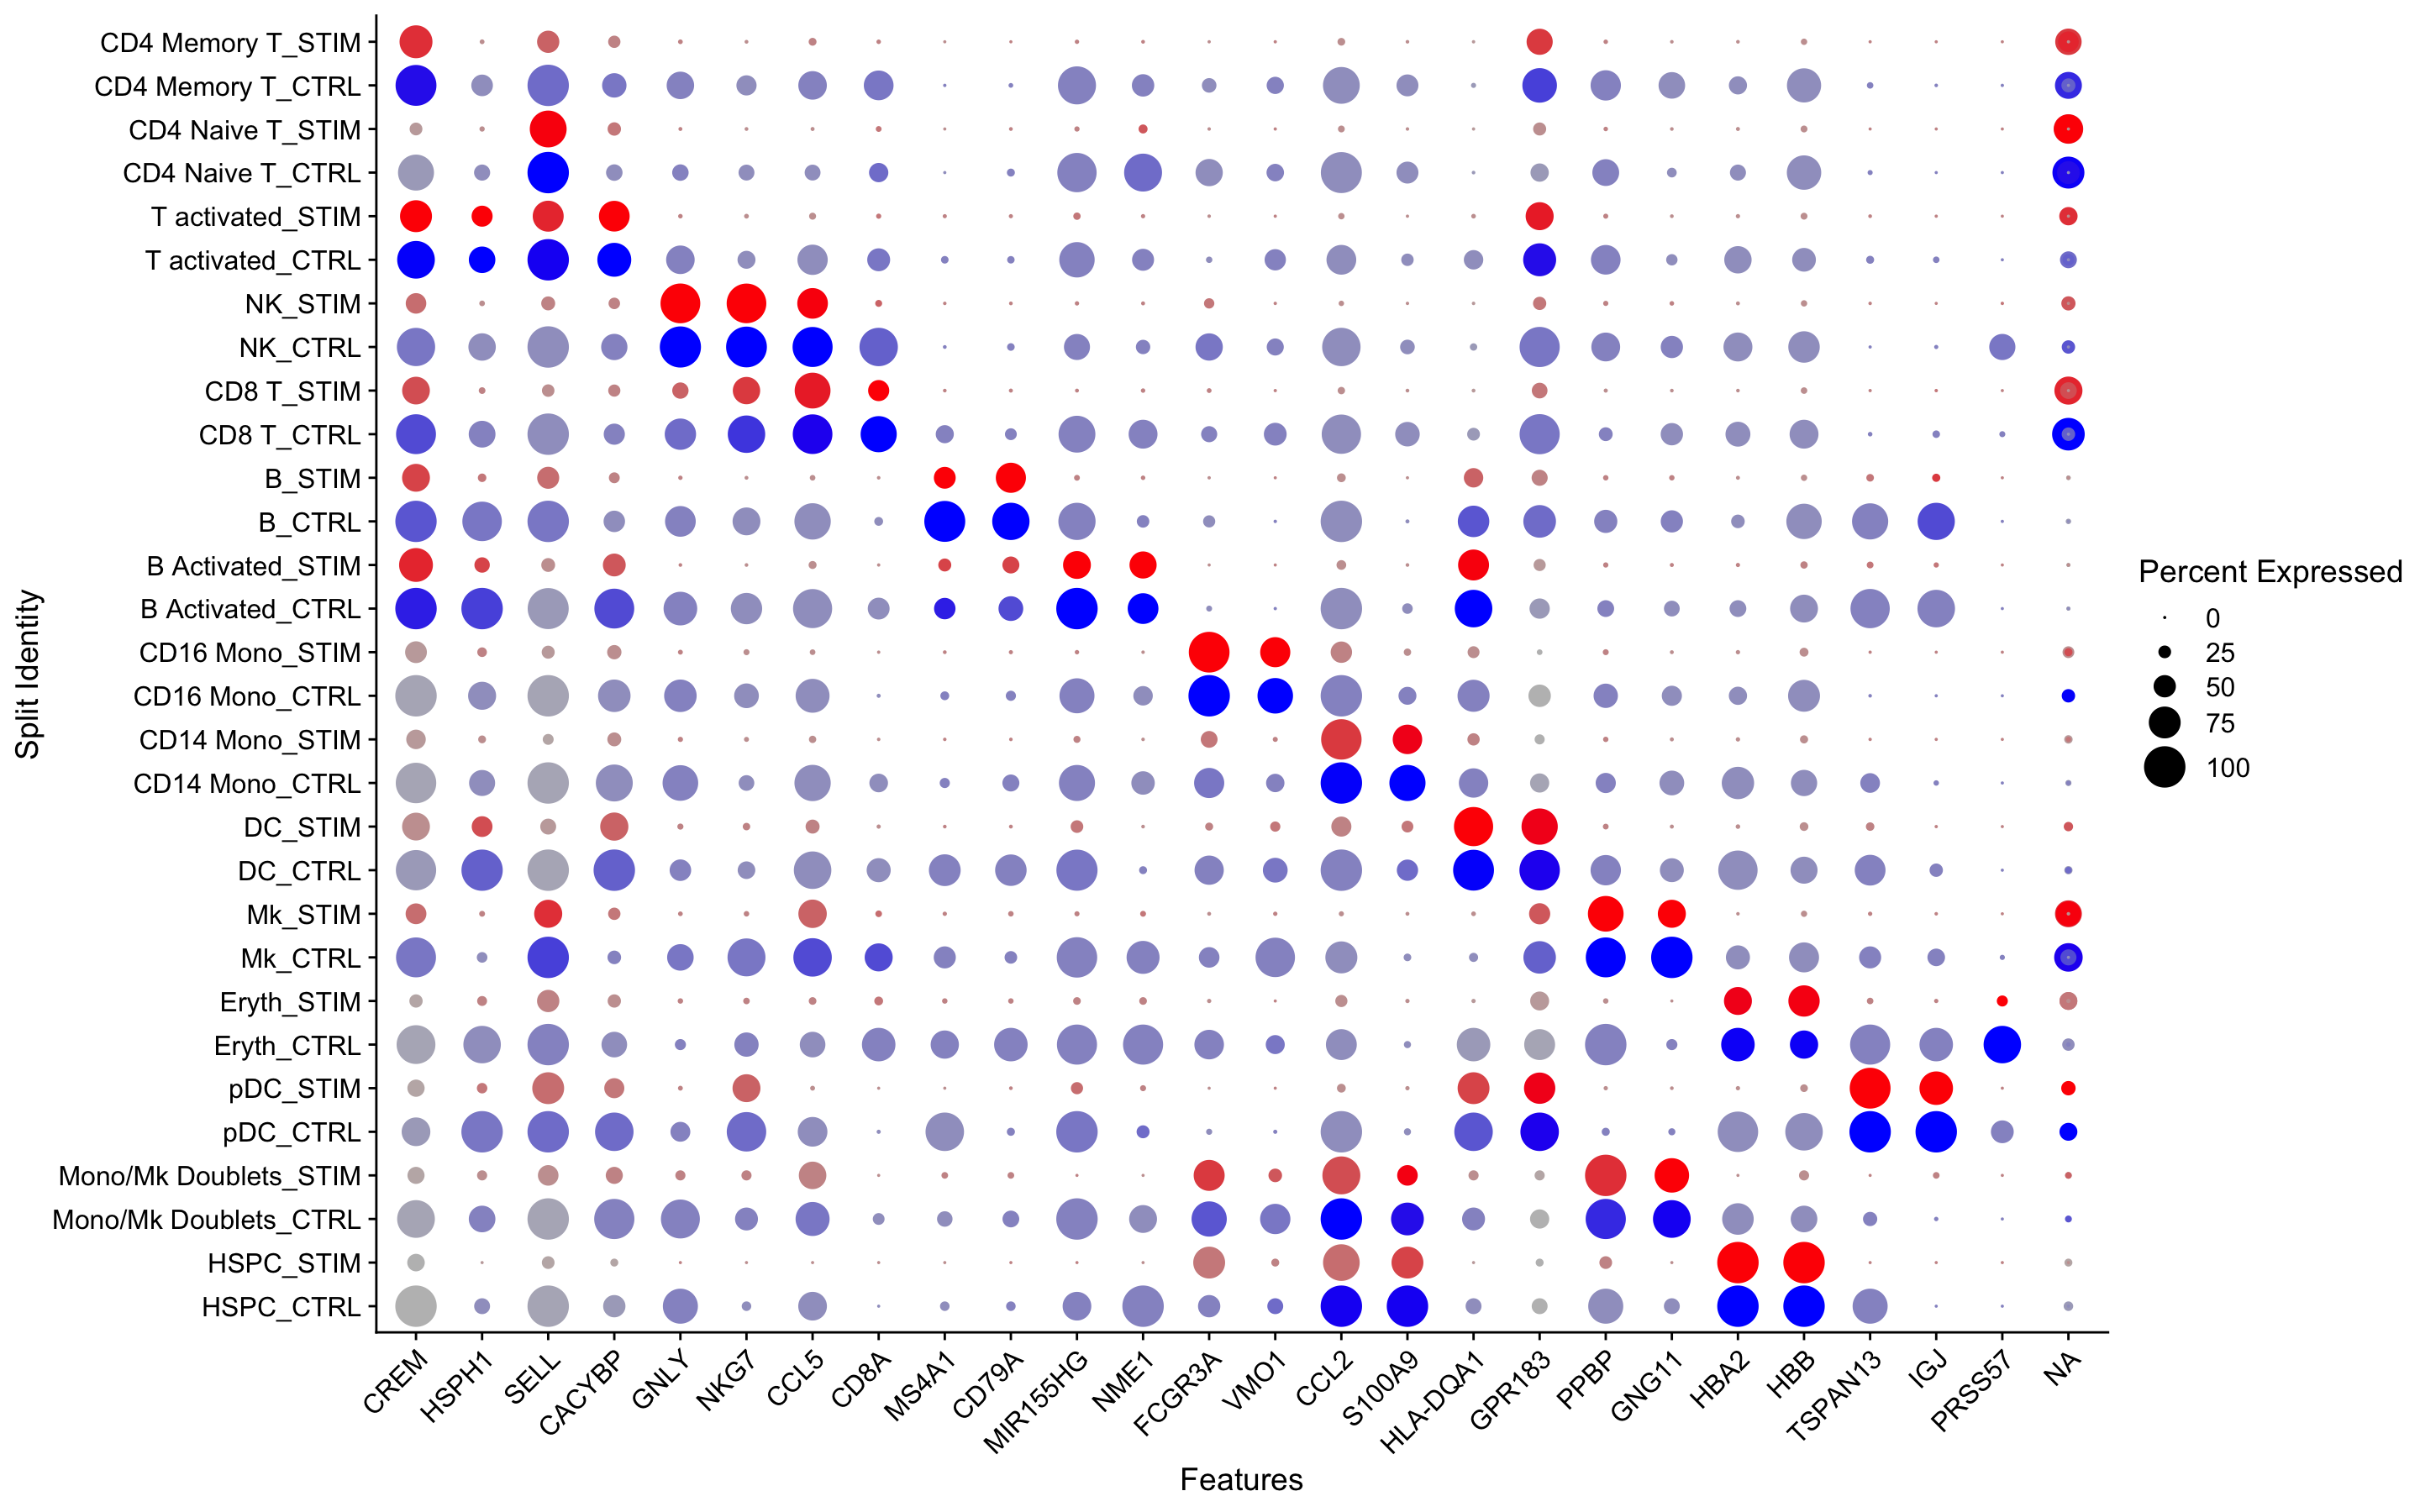 Split Identity
CD4 Memory T_STIM
CD4 Memory T_CTRL
CD4 Naive T_STIM
CD4 Naive T_CTRL
T activated_STIM
T activated_CTRL
NK_STIM
NK_CTRL
CD8 T_STIM
CD8 T_CTRL
B_STIM
B_CTRL
B Activated_STIM
B Activated_CTRL
CD16 Mono_STIM
CD16 Mono_CTRL
CD14 Mono_STIM
CD14 Mono_CTRL
DC_STIM
DC_CTRL
Mk_STIM
Mk_CTRL
Eryth_STIM
Eryth_CTRL
pDC_STIM
pDC_CTRL
Mono/Mk Doublets_STIM
Mono/Mk Doublets_CTRL
HSPC_STIM
HSPC_CTRL
CREM
HSPH1
SELL
CACYBP
GNLY
NKG7
CCL5
CD8A
MS4A1
CD79A
MIR155HG
NME1
FCGR3A
VMO1
CCL2
S100A9
HLA-DQA1
GPR183
PPBP
GNG11
HBA2
HBB
TSPAN13
IGJ
PRSS57
NA
Features
Percent Expressed
0
25
50
75
100